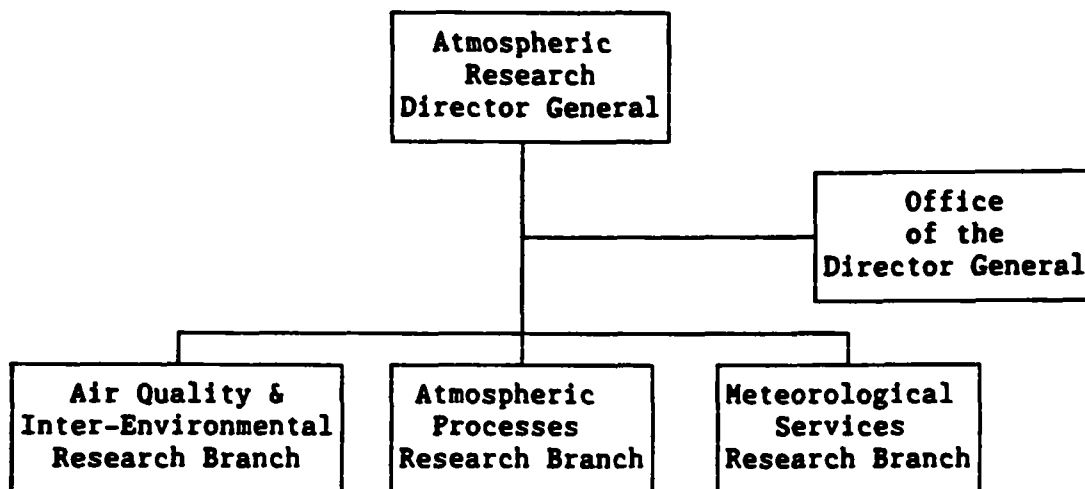 Atmospheric
Research
Director General
Office
of the
Director General
Air Quality &
Inter-Environmental
Research Branch
Atmospheric
Processes
Research Branch
Meteorological
Services
Research Branch